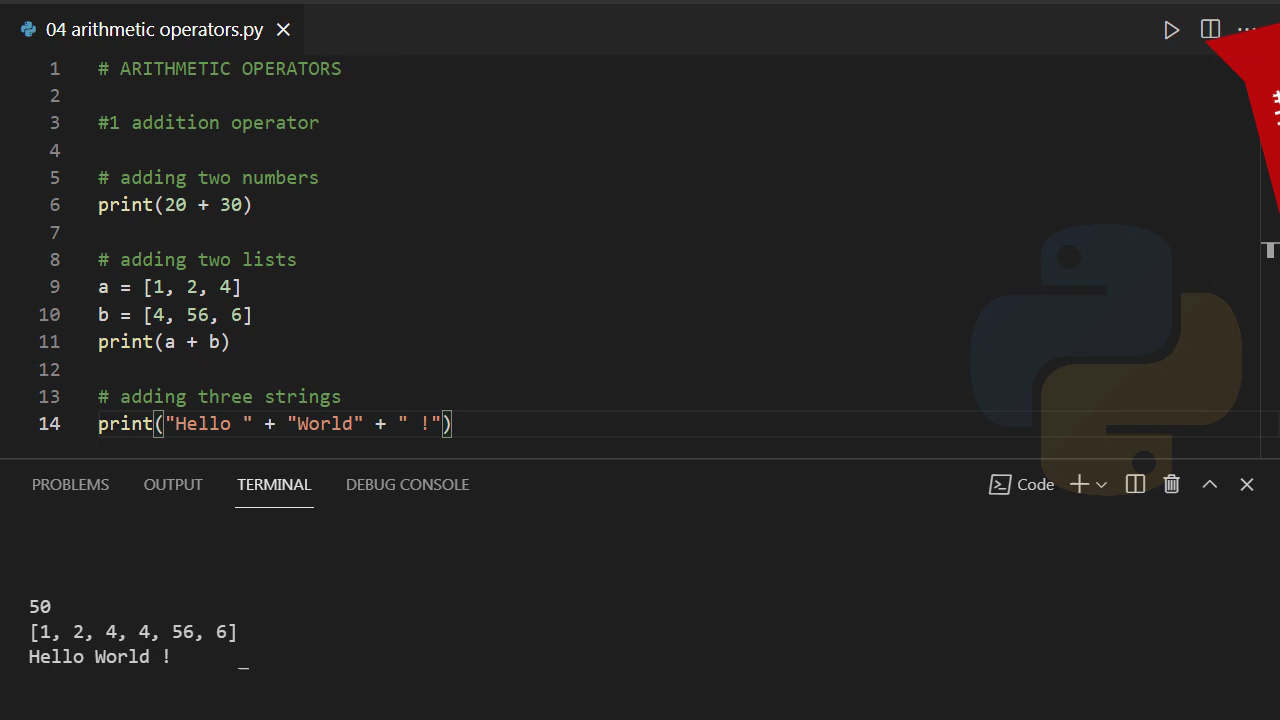 04 arithmetic operators.py
1 # ARITHMETIC OPERATORS
2
3 #1 addition operator
4
5 # adding two numbers
6 print(20 + 30)
7
8 # adding two lists
9 a = [1, 2, 4]
10 b = [4, 56, 6]
11 print(a + b)
12
13 # adding three strings
14 print("Hello " + "World" + " !")
PROBLEMS OUTPUT TERMINAL DEBUG CONSOLE Code
50
[1, 2, 4, 4, 56, 6]
Hello World !